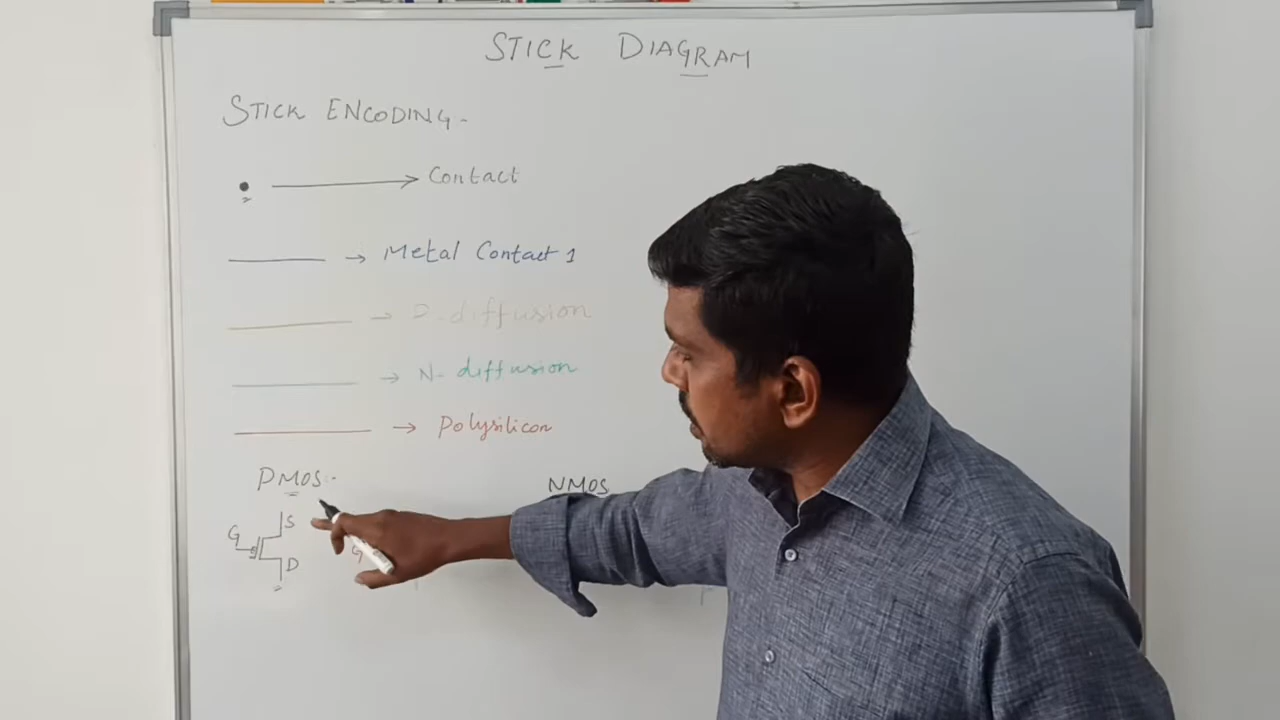 STICK DIAGRAM
STICK ENCODING-
Contact
Metal Contact 1
P-diffusion
N-diffusion
Polysilicon
PMOS:-
NMOS
S
G
D
G